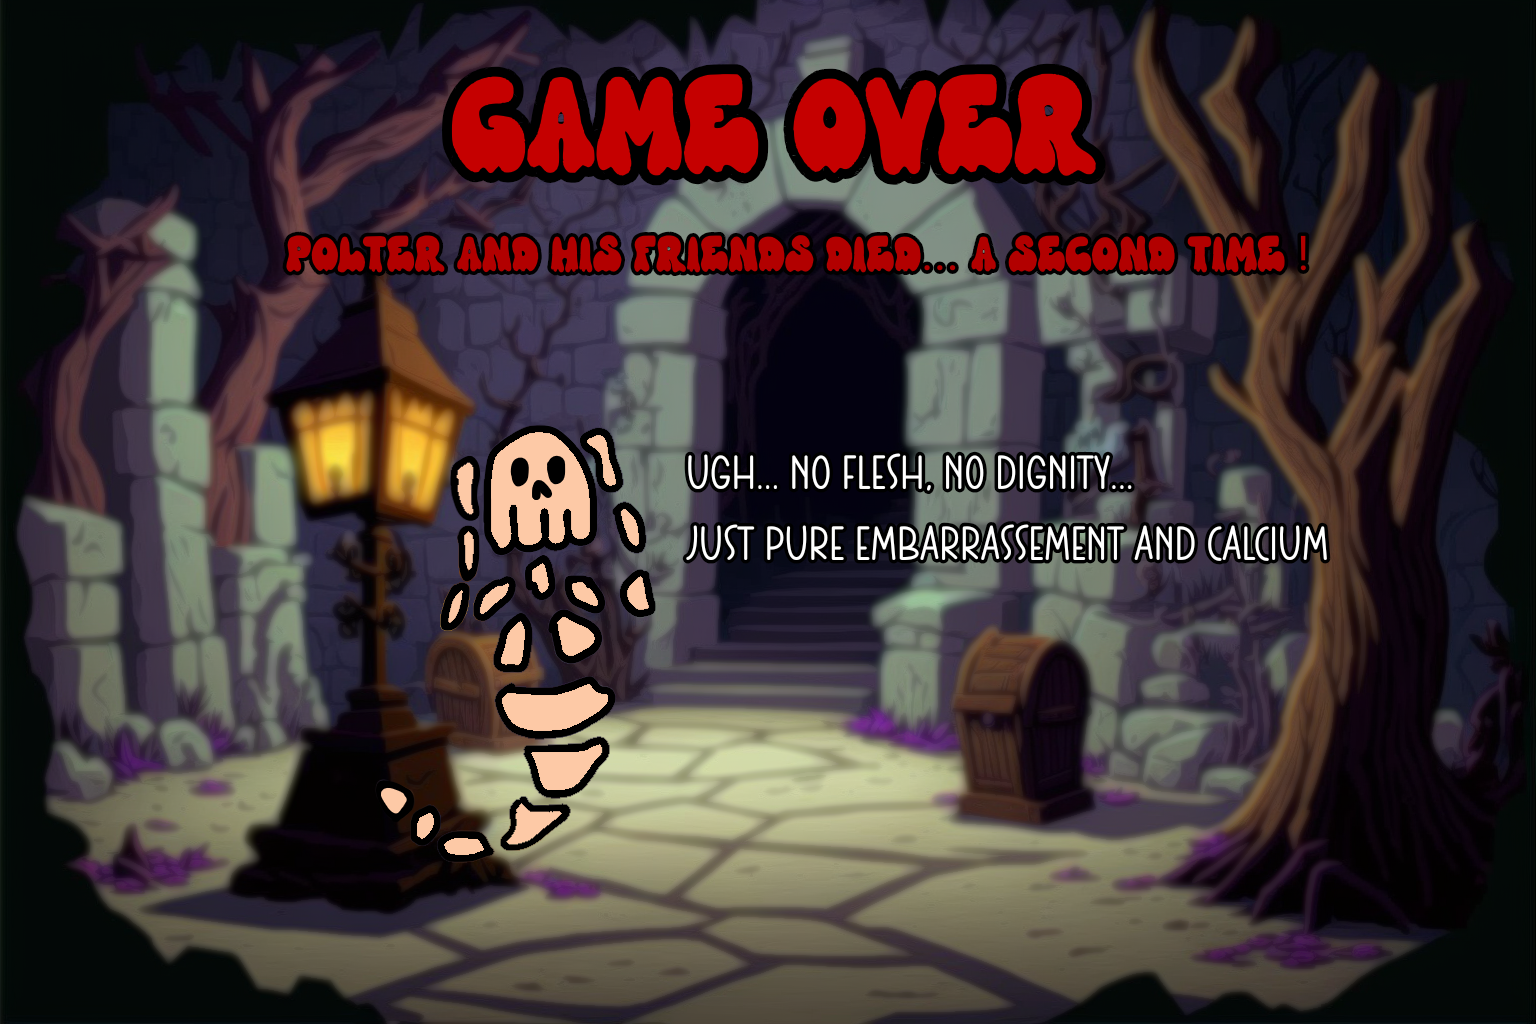 GAME OVER
POLTER AND HIS FRIENDS DIED... A SECOND TIME !
UGH... NO FLESH, NO DIGNITY...
JUST PURE EMBARRASSEMENT AND CALCIUM